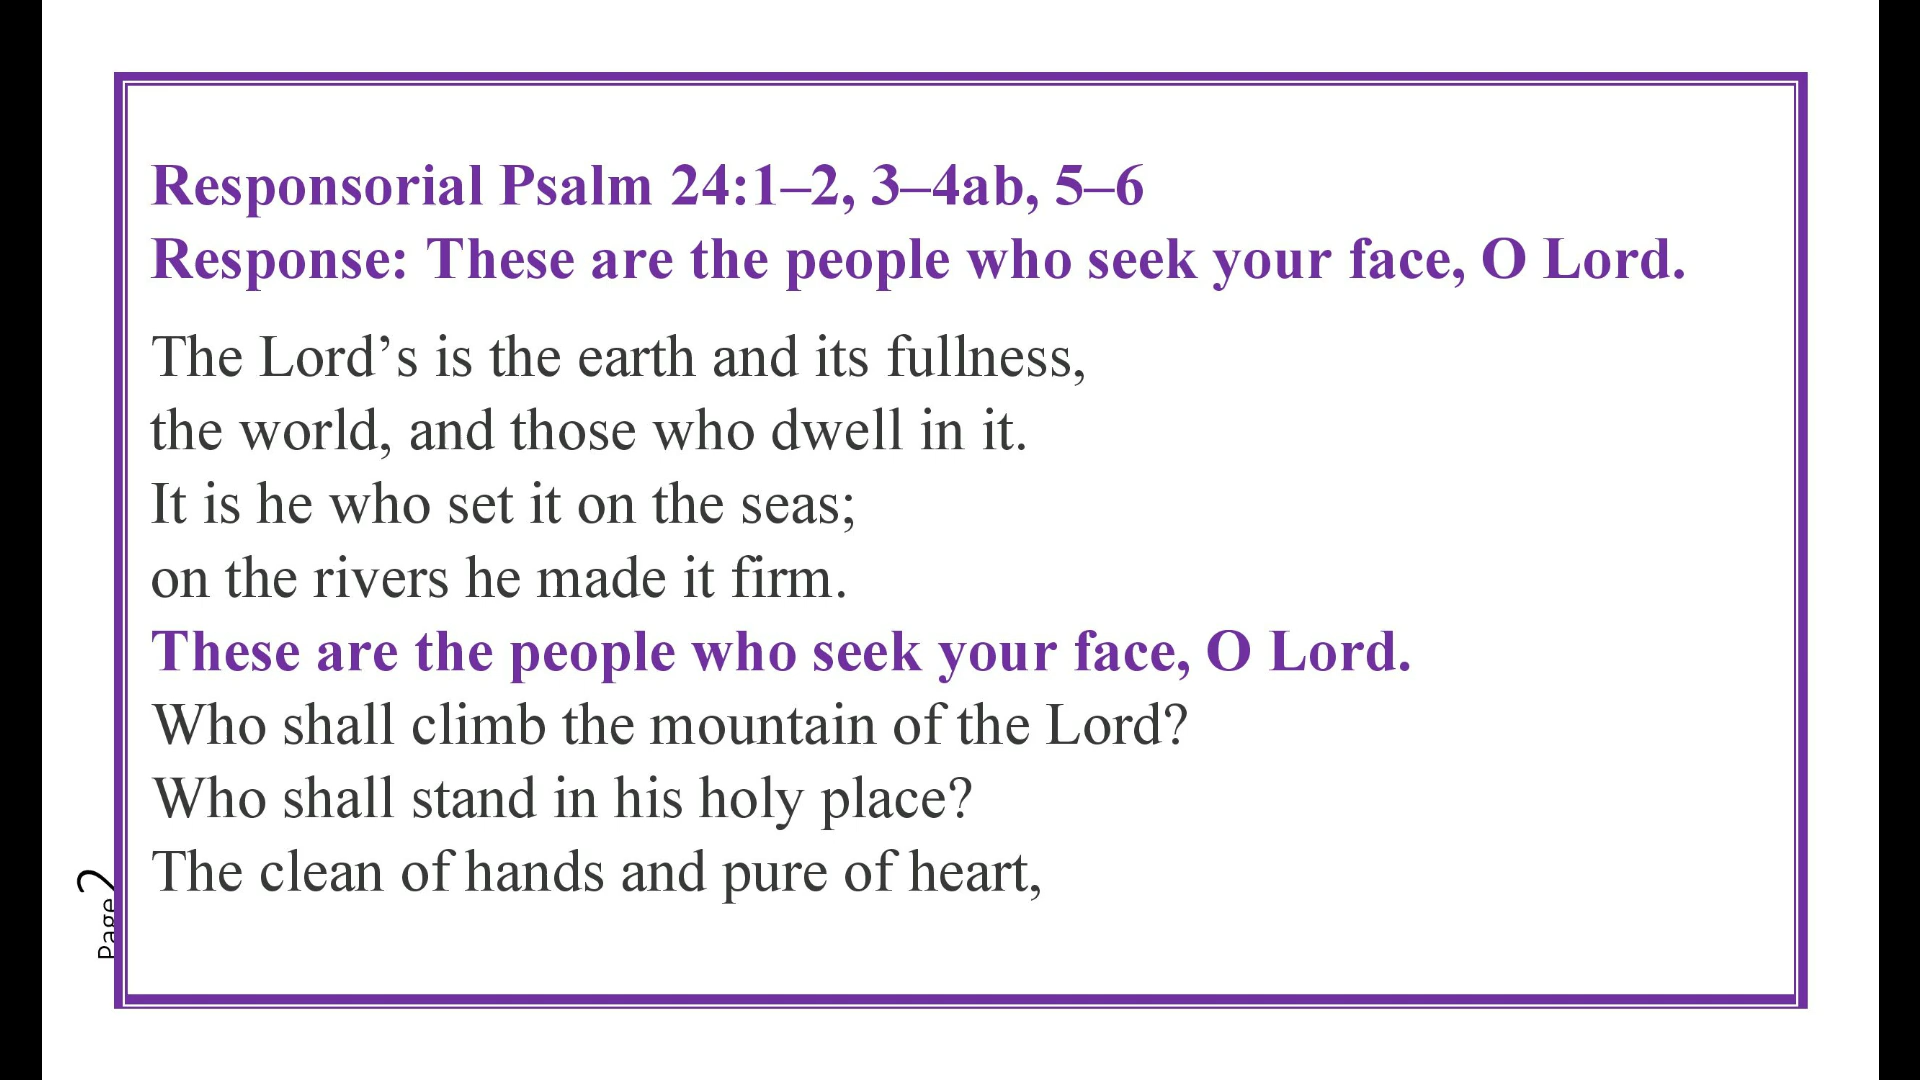 Responsorial Psalm 24:1–2, 3–4ab, 5–6
Response: These are the people who seek your face, O Lord.
The Lord’s is the earth and its fullness,
the world, and those who dwell in it.
It is he who set it on the seas;
on the rivers he made it firm.
These are the people who seek your face, O Lord.
Who shall climb the mountain of the Lord?
Who shall stand in his holy place?
The clean of hands and pure of heart,
Page 2